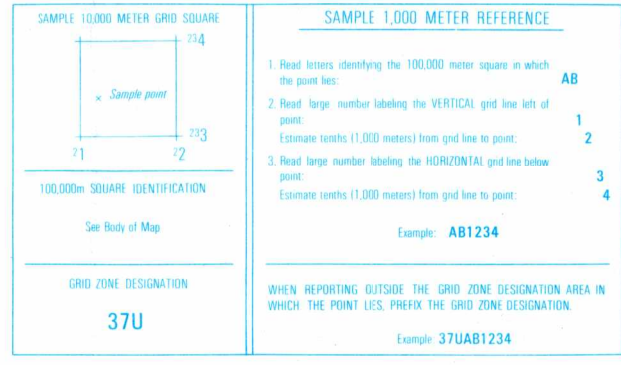 SAMPLE 10,000 METER GRID SQUARE
234
Sample point
233
21
22
100,000m SQUARE IDENTIFICATION
See Body of Map
GRID ZONE DESIGNATION
37U
SAMPLE 1,000 METER REFERENCE
1. Read letters identifying the 100,000 meter square in which
the point lies: AB
2. Read large number labeling the VERTICAL grid line left of
point: 1
Estimate tenths (1,000 meters) from grid line to point: 2
3. Read large number labeling the HORIZONTAL grid line below
point: 3
Estimate tenths (1,000 meters) from grid line to point: 4
Example: AB1234
WHEN REPORTING OUTSIDE THE GRID ZONE DESIGNATION AREA IN
WHICH THE POINT LIES, PREFIX THE GRID ZONE DESIGNATION.
Example 37UAB1234